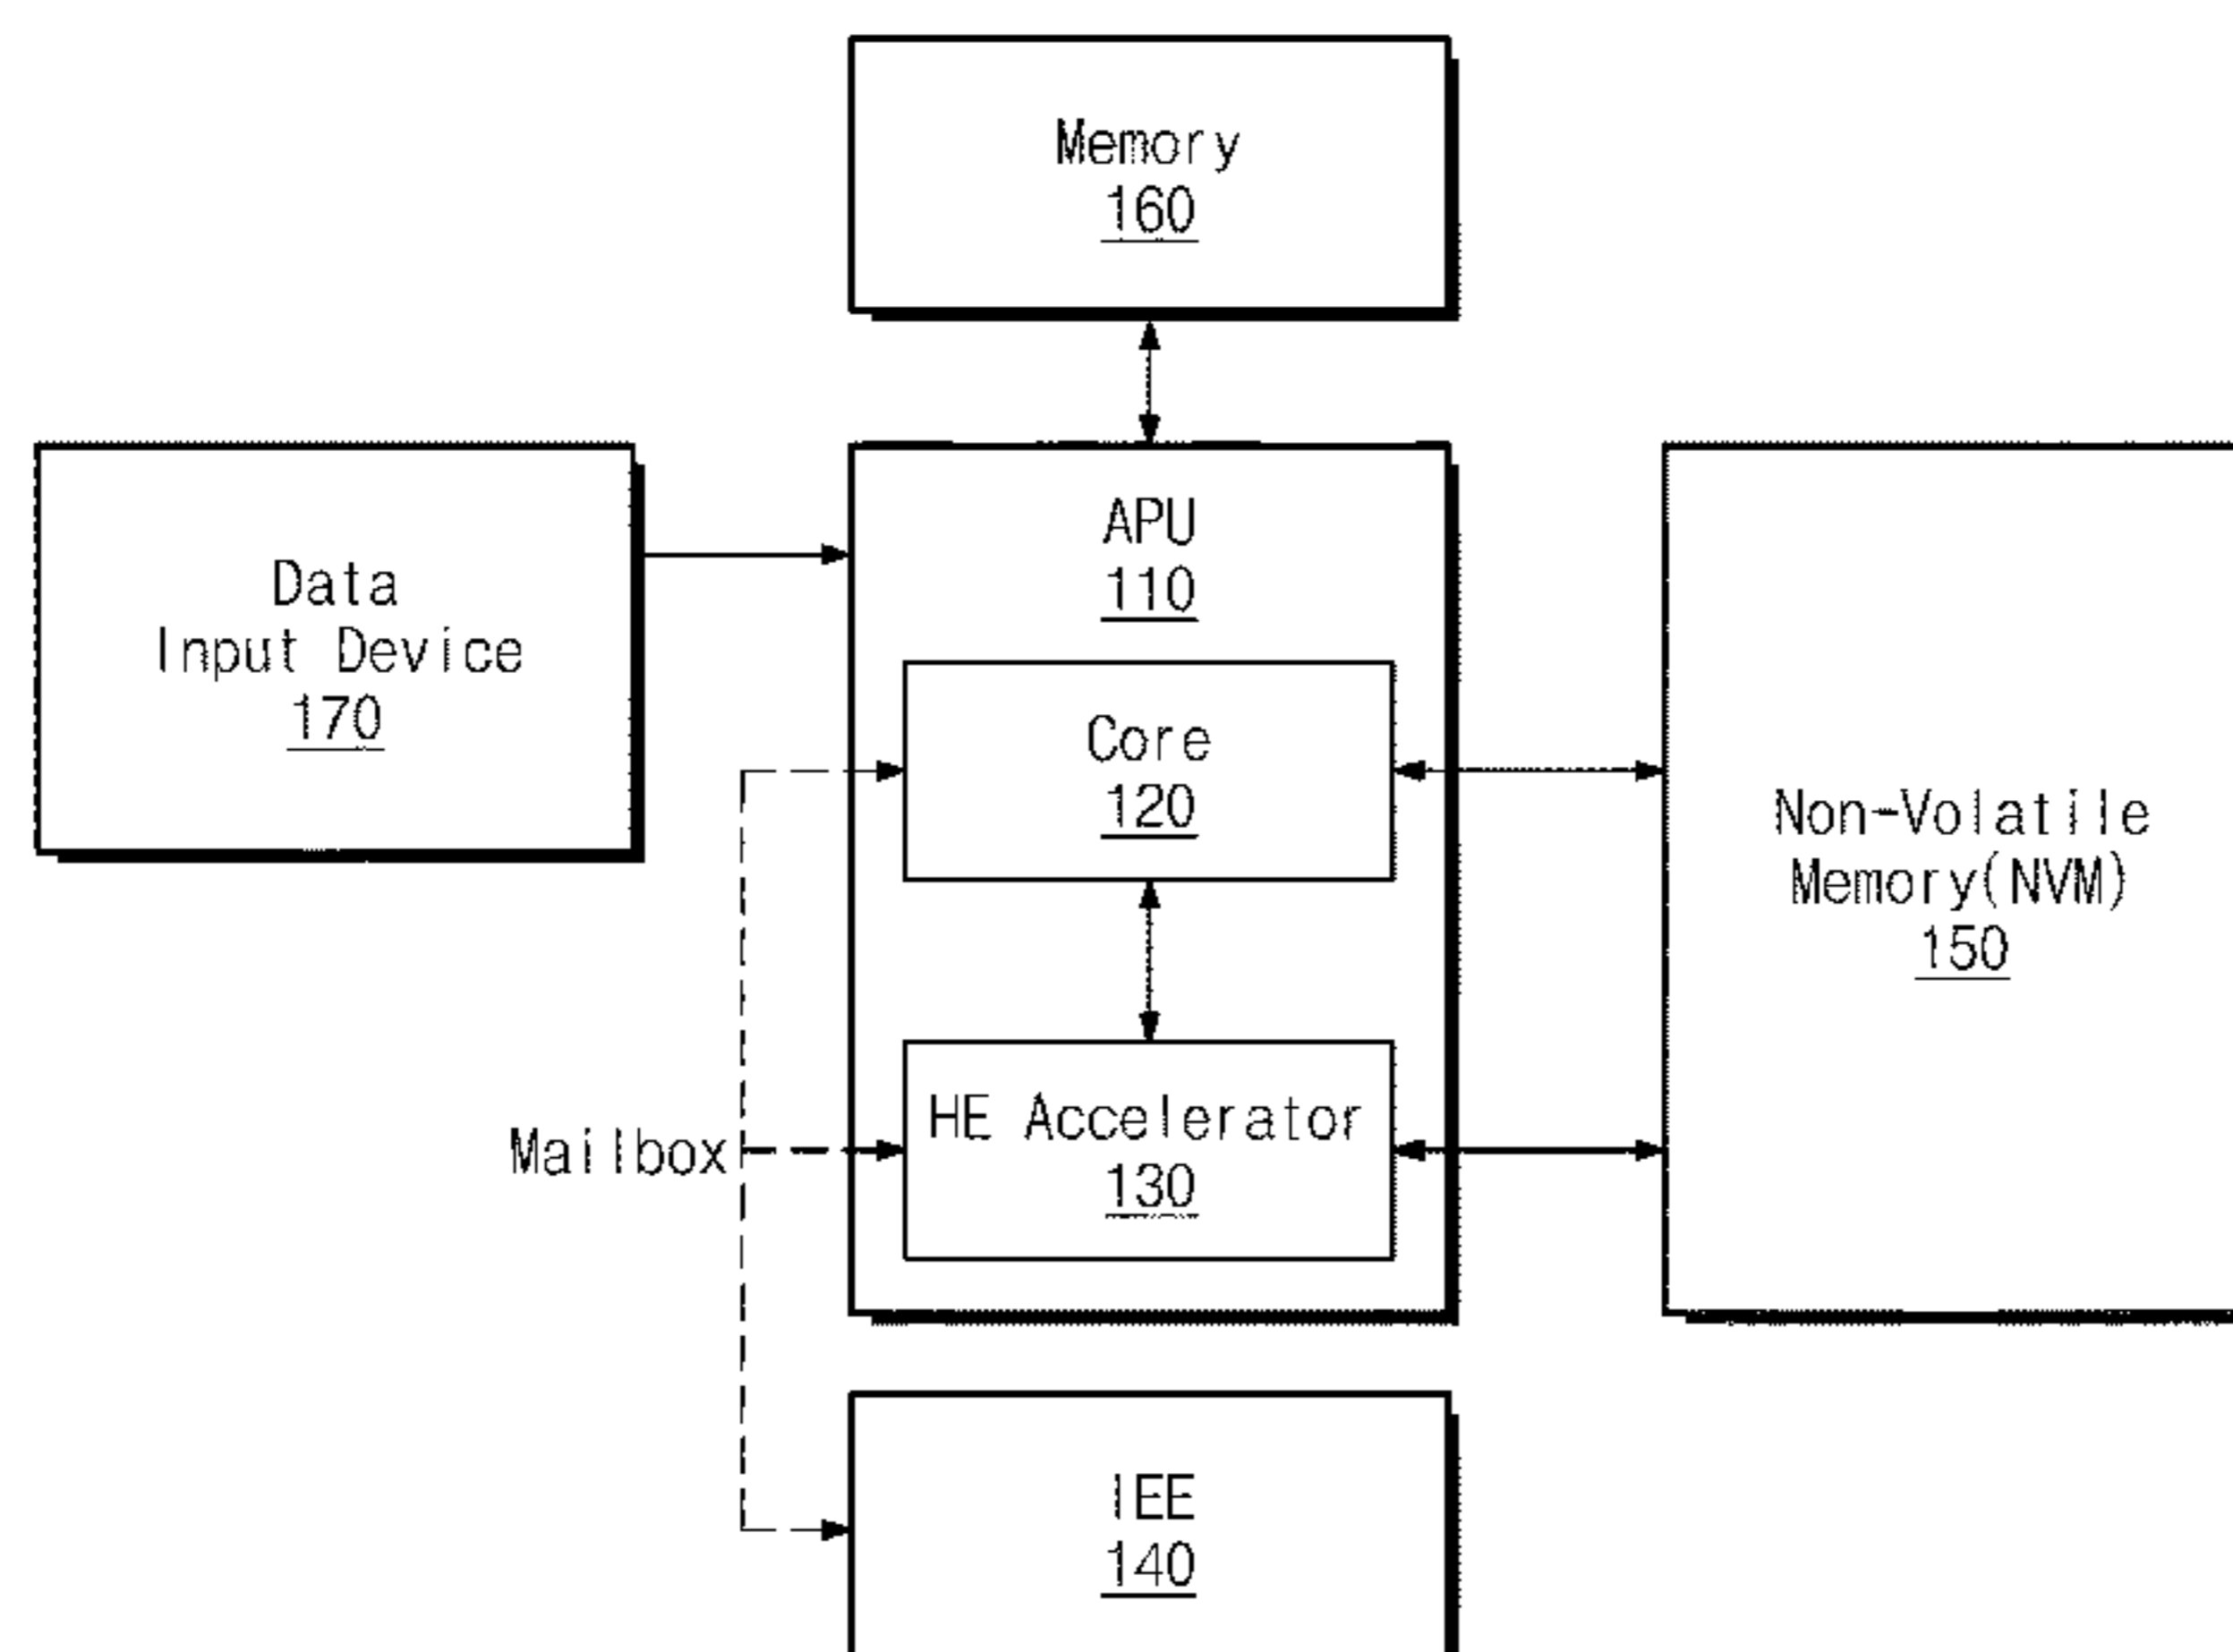 Memory
160
Data
Input Device
170
APU
110
Core
120
HE Accelerator
130
Mailbox
Non-Volatile
Memory(NVM)
150
IEE
140